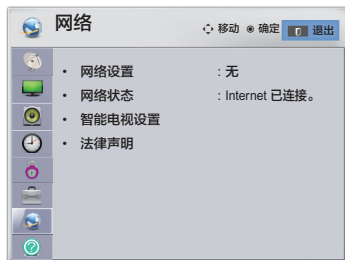 网络
移动 确定 退出
• 网络设置 : 无
• 网络状态 : Internet 已连接。
• 智能电视设置
• 法律声明